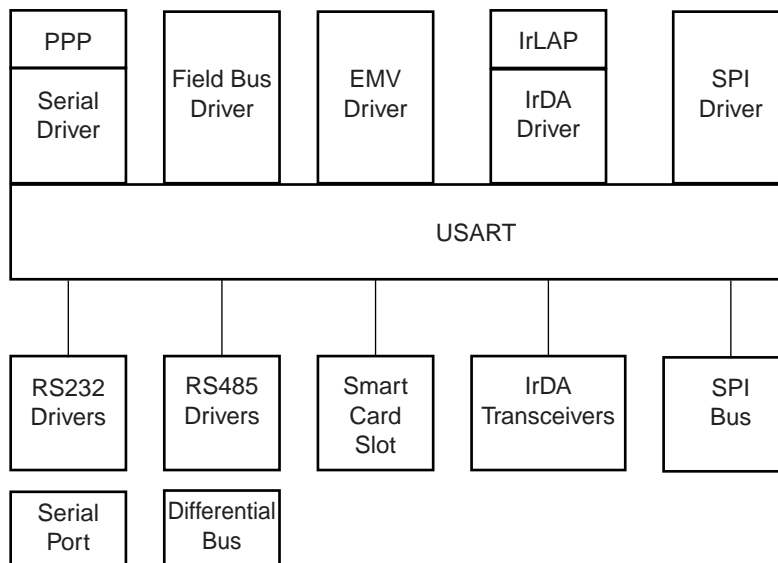 PPP
Serial
Driver
Field Bus
Driver
EMV
Driver
IrLAP
IrDA
Driver
SPI
Driver
USART
RS232
Drivers
RS485
Drivers
Smart
Card
Slot
IrDA
Transceivers
SPI
Bus
Serial
Port
Differential
Bus